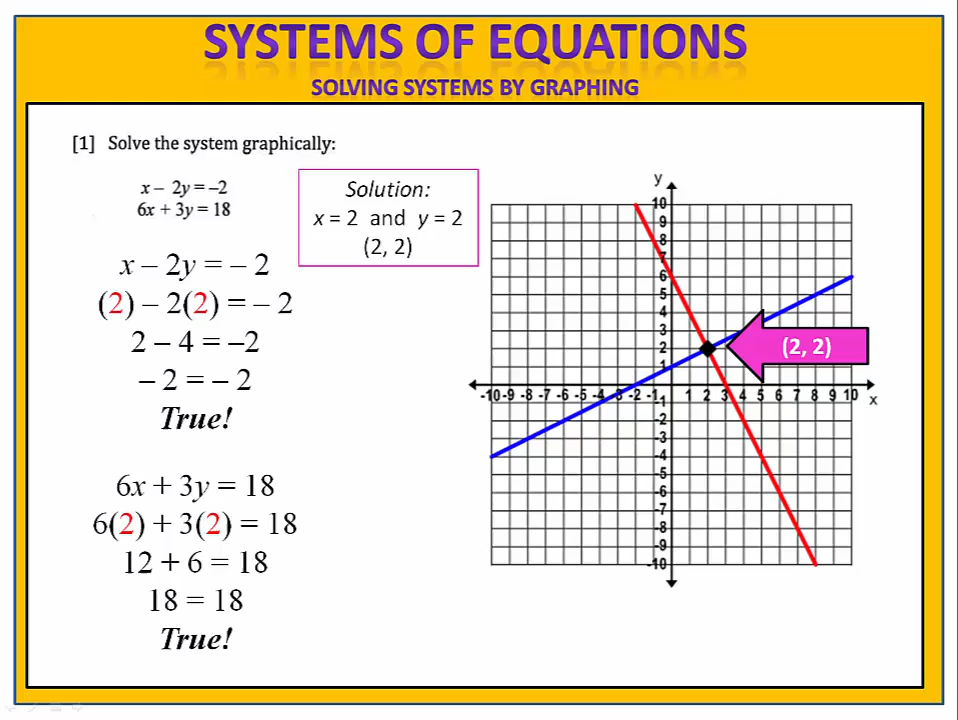 SYSTEMS OF EQUATIONS
SOLVING SYSTEMS BY GRAPHING
[1] Solve the system graphically:
x – 2y = –2
6x + 3y = 18
Solution:
x = 2 and y = 2
(2, 2)
x – 2y = – 2
(2) – 2(2) = – 2
2 – 4 = –2
– 2 = – 2
True!
6x + 3y = 18
6(2) + 3(2) = 18
12 + 6 = 18
18 = 18
True!
y
10
9
8
7
6
5
4
3
2
1
(2, 2)
-10 -9 -8 -7 -6 -5 -4 -3 -2 -1 1 2 3 4 5 6 7 8 9 10 x
-1
-2
-3
-4
-5
-6
-7
-8
-9
-10